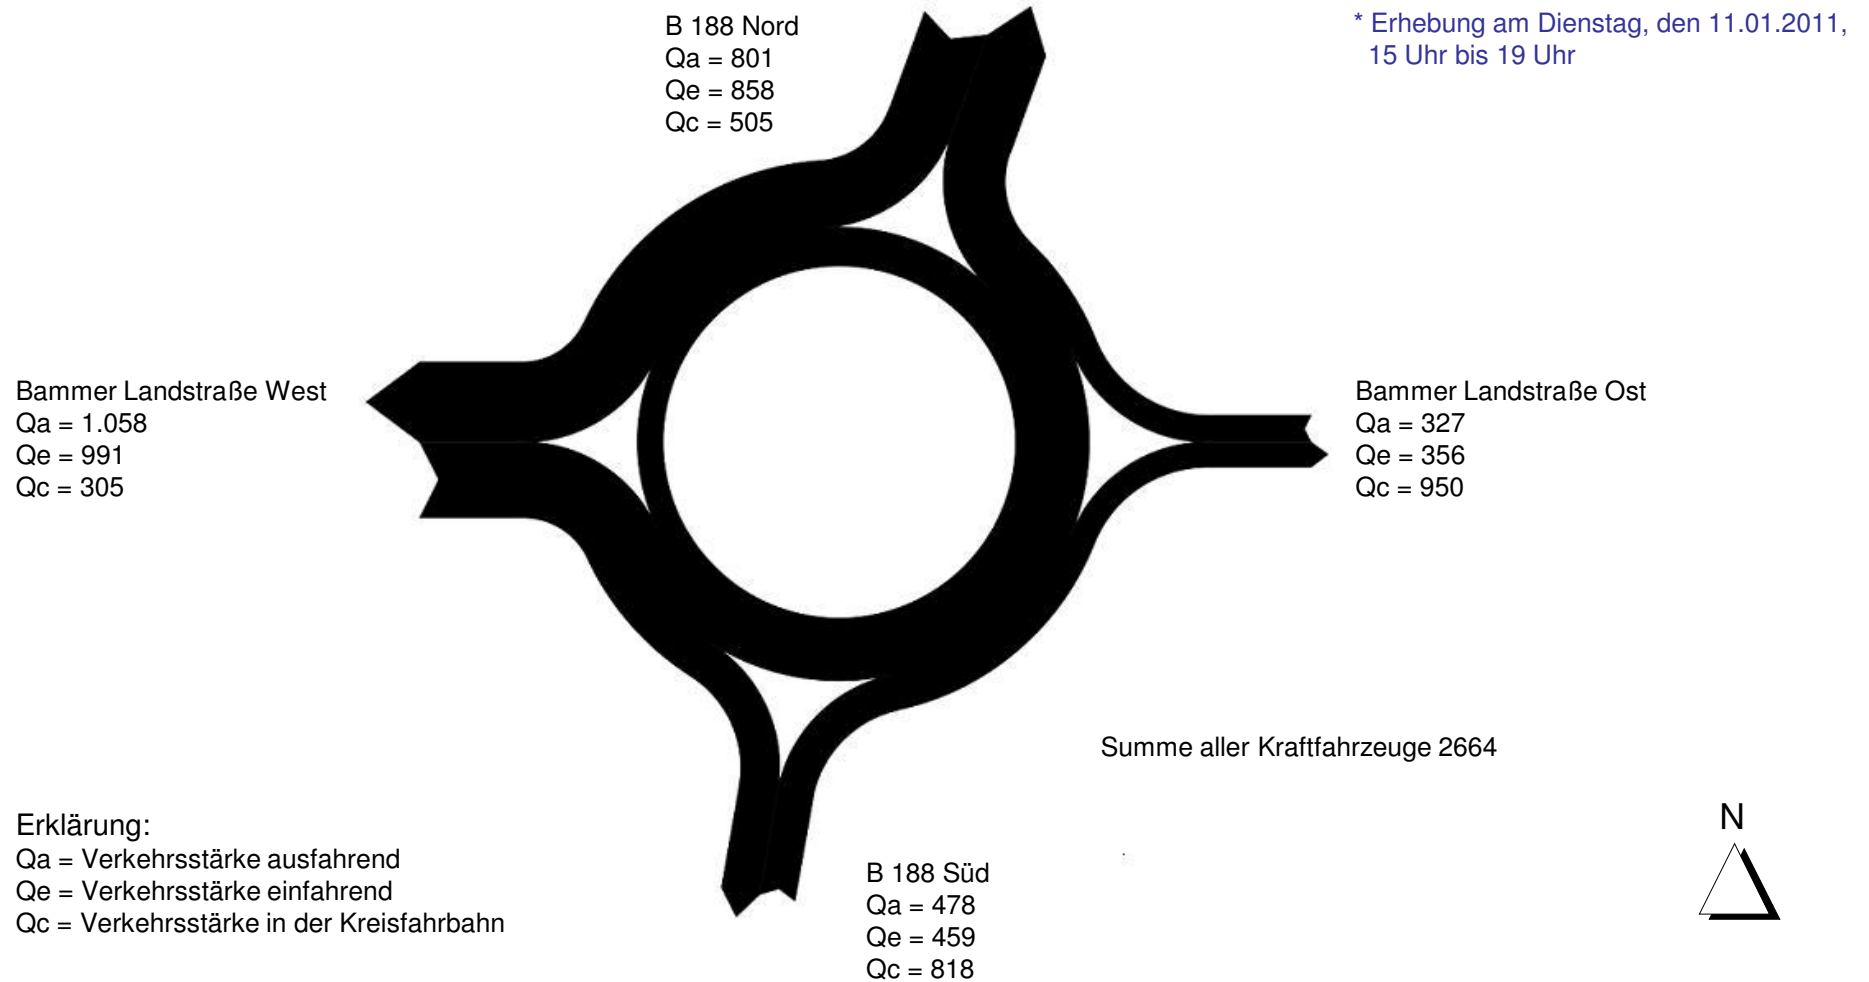 B 188 Nord
Qa = 801
Qe = 858
Qc = 505
* Erhebung am Dienstag, den 11.01.2011,
15 Uhr bis 19 Uhr
Bammer Landstraße West
Qa = 1.058
Qe = 991
Qc = 305
Bammer Landstraße Ost
Qa = 327
Qe = 356
Qc = 950
Summe aller Kraftfahrzeuge 2664
Erklärung:
Qa = Verkehrsstärke ausfahrend
Qe = Verkehrsstärke einfahrend
Qc = Verkehrsstärke in der Kreisfahrbahn
B 188 Süd
Qa = 478
Qe = 459
Qc = 818
N